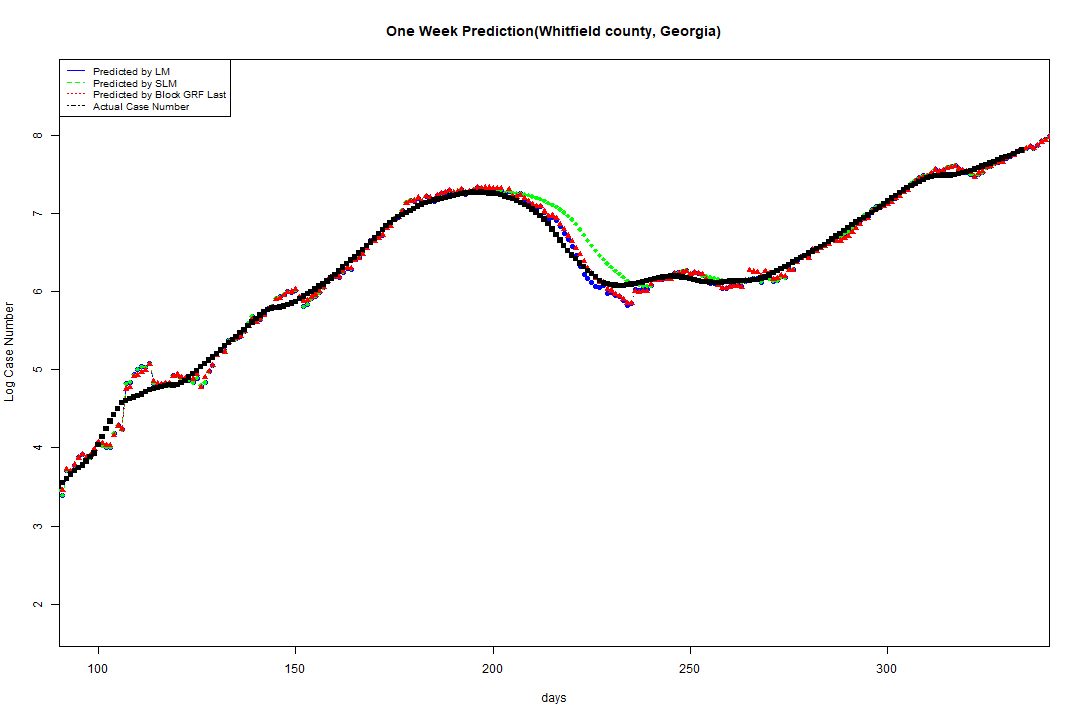 One Week Prediction(Whitfield county, Georgia)
Predicted by LM
Predicted by SLM
Predicted by Block GRF Last
Actual Case Number
8
7
6
5
4
3
2
Log Case Number
100 150 200 250 300
days